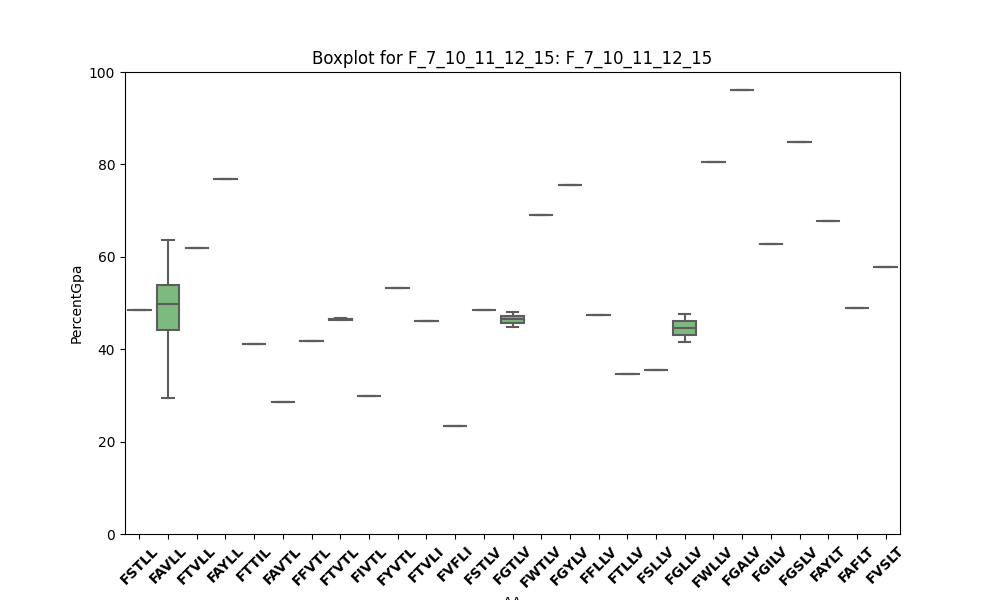 Boxplot for F_7_10_11_12_15: F_7_10_11_12_15
PercentGpa
100
80
60
40
20
0
FSTLL FAVLL FTVLL FAYLL FTTIL FAVTL FFVTL FTVTL FIVTL FYVTL FTVLI FVFLI FSTLV FGTLV FWTLV FGYLV FFLLV FTLLV FSLLV FGLLV FWLLV FGALV FGILV FGSLV FAYLT FAFLT FVSLT